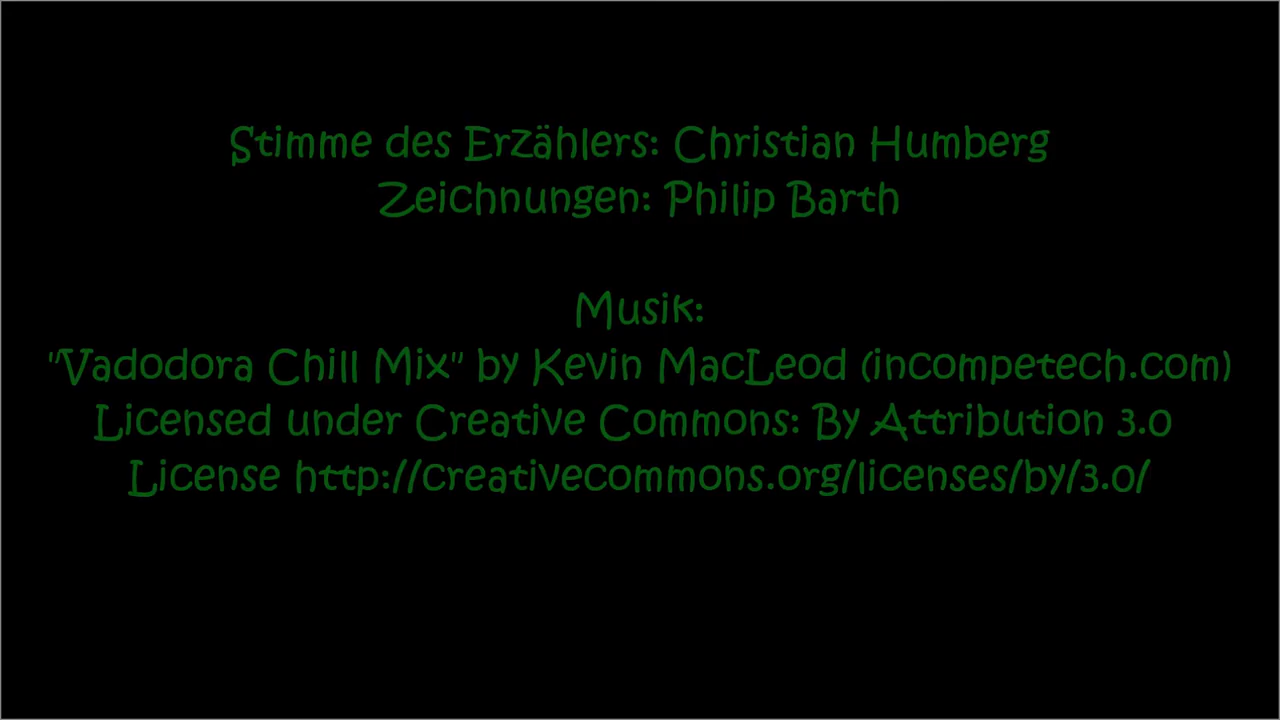 Stimme des Erzählers: Christian Humberg
Zeichnungen: Philip Barth
Musik:
"Vadodora Chill Mix" by Kevin MacLeod (incompetech.com)
Licensed under Creative Commons: By Attribution 3.0
License http://creativecommons.org/licenses/by/3.0/